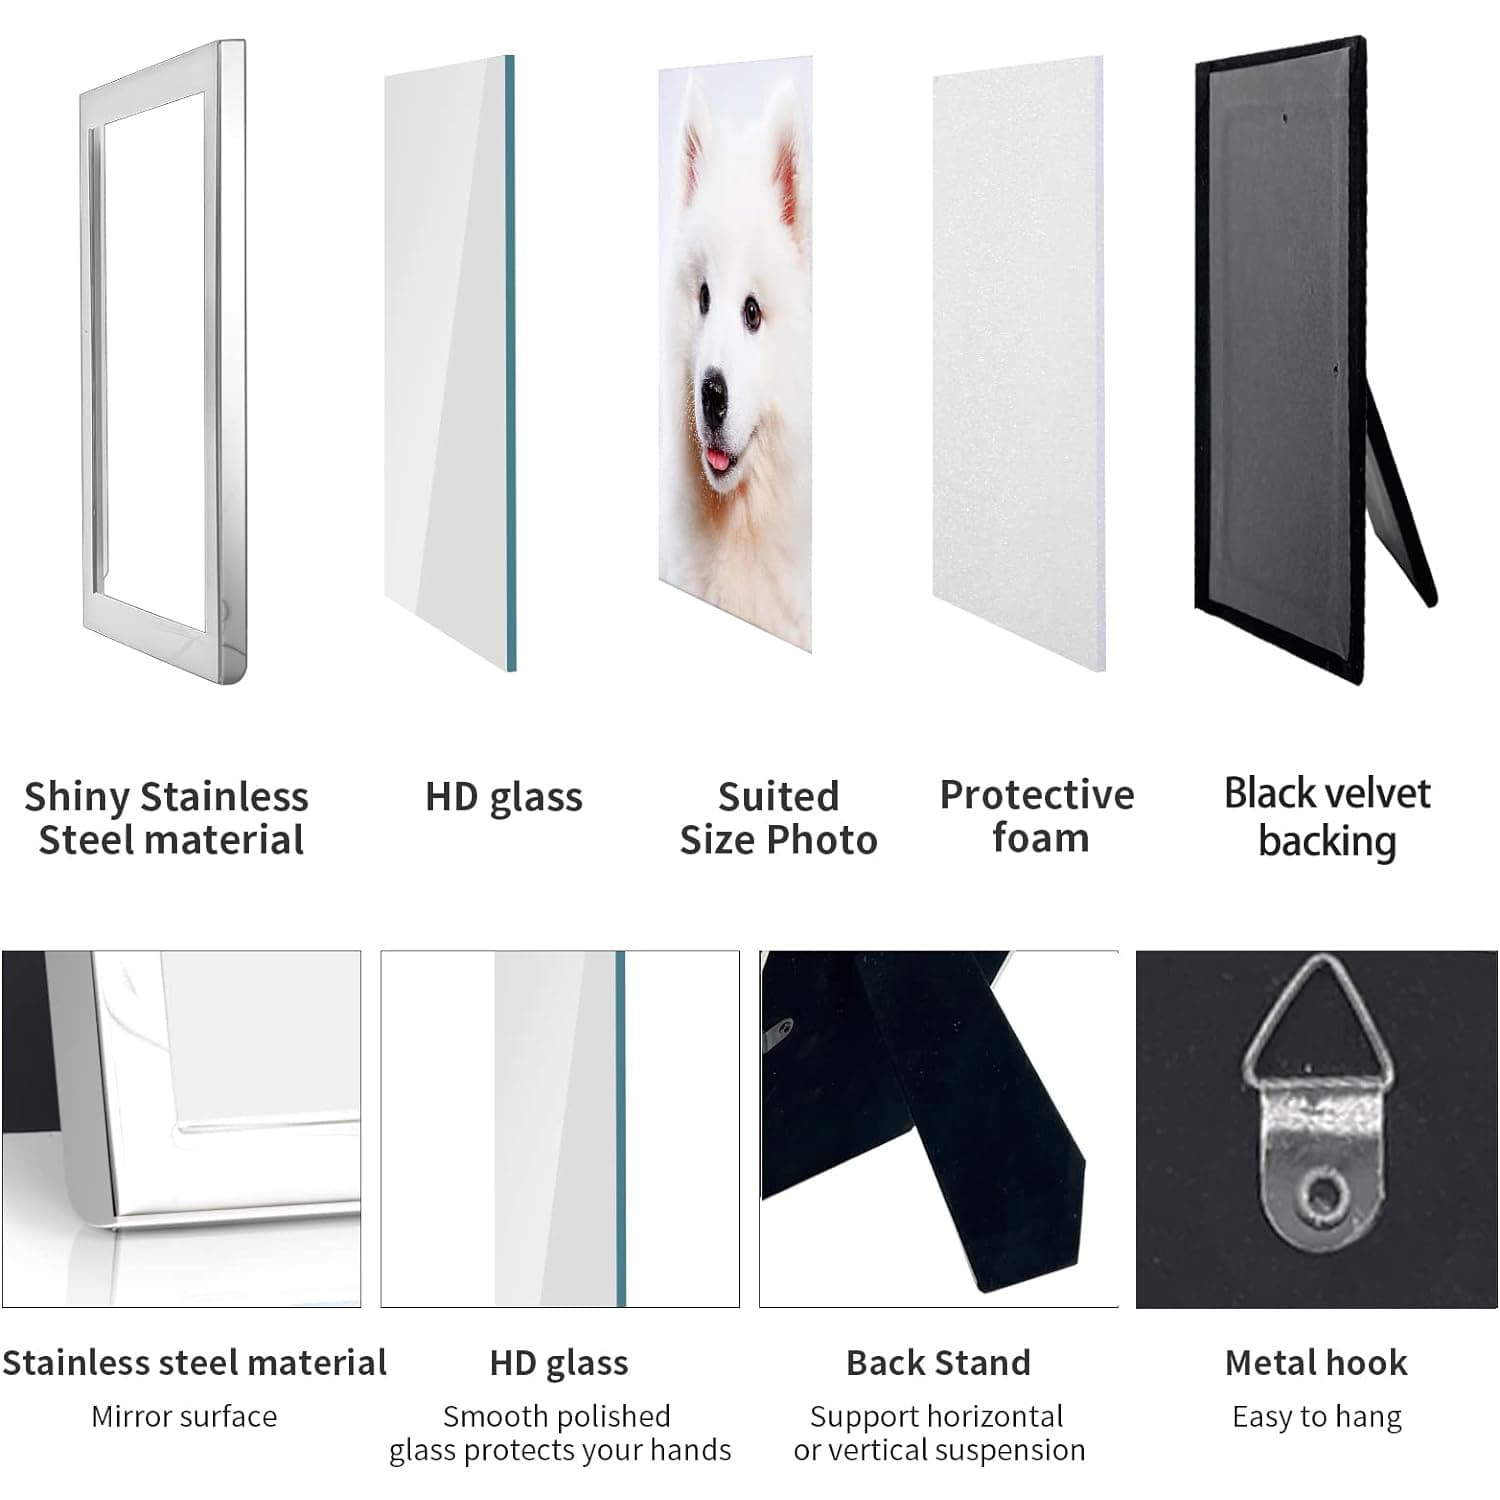 Shiny Stainless
Steel material
HD glass
Suited
Size Photo
Protective
foam
Black velvet
backing
Stainless steel material
Mirror surface
HD glass
Smooth polished
glass protects your hands
Back Stand
Support horizontal
or vertical suspension
Metal hook
Easy to hang